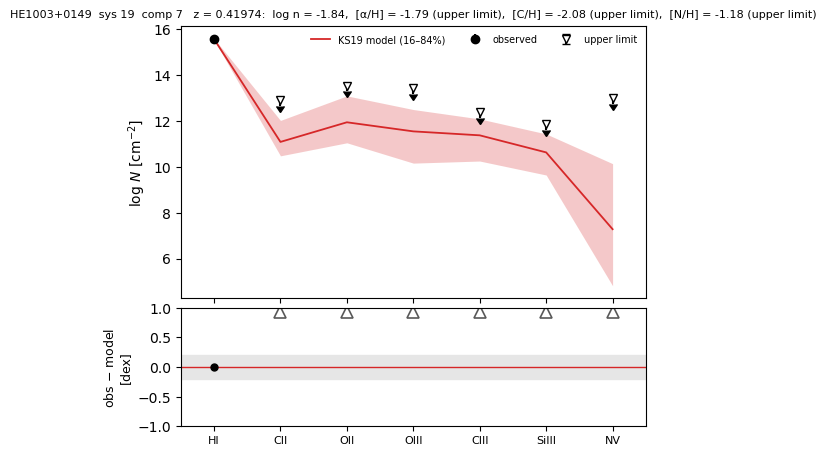 HE1003+0149  sys 19  comp 7   z = 0.41974:  log n = -1.84,  [α/H] = -1.79 (upper limit),  [C/H] = -2.08 (upper limit),  [N/H] = -1.18 (upper limit)
KS19 model (16–84%)
observed
upper limit
16
14
12
10
8
6
log N [cm⁻²]
1.0
0.5
0.0
−0.5
−1.0
obs − model
[dex]
HI
CII
OII
OIII
CIII
SiIII
NV